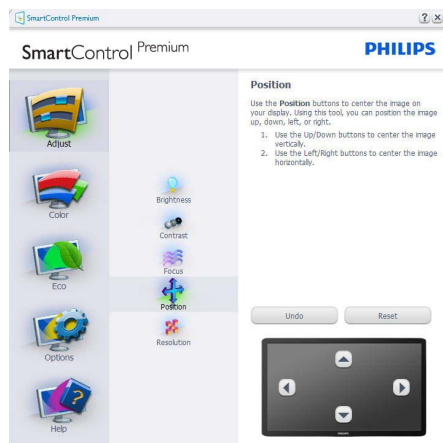 SmartControl Premium
? ×
SmartControl Premium
PHILIPS
Adjust
Color
Eco
Options
Help
Brightness
Contrast
Focus
Position
Resolution
Position
Use the Position buttons to center the image on
your display. Using this tool, you can position the image
up, down, left, or right.
1. Use the Up/Down buttons to center the image
vertically.
2. Use the Left/Right buttons to center the image
horizontally.
Undo
Reset
PHILIPS